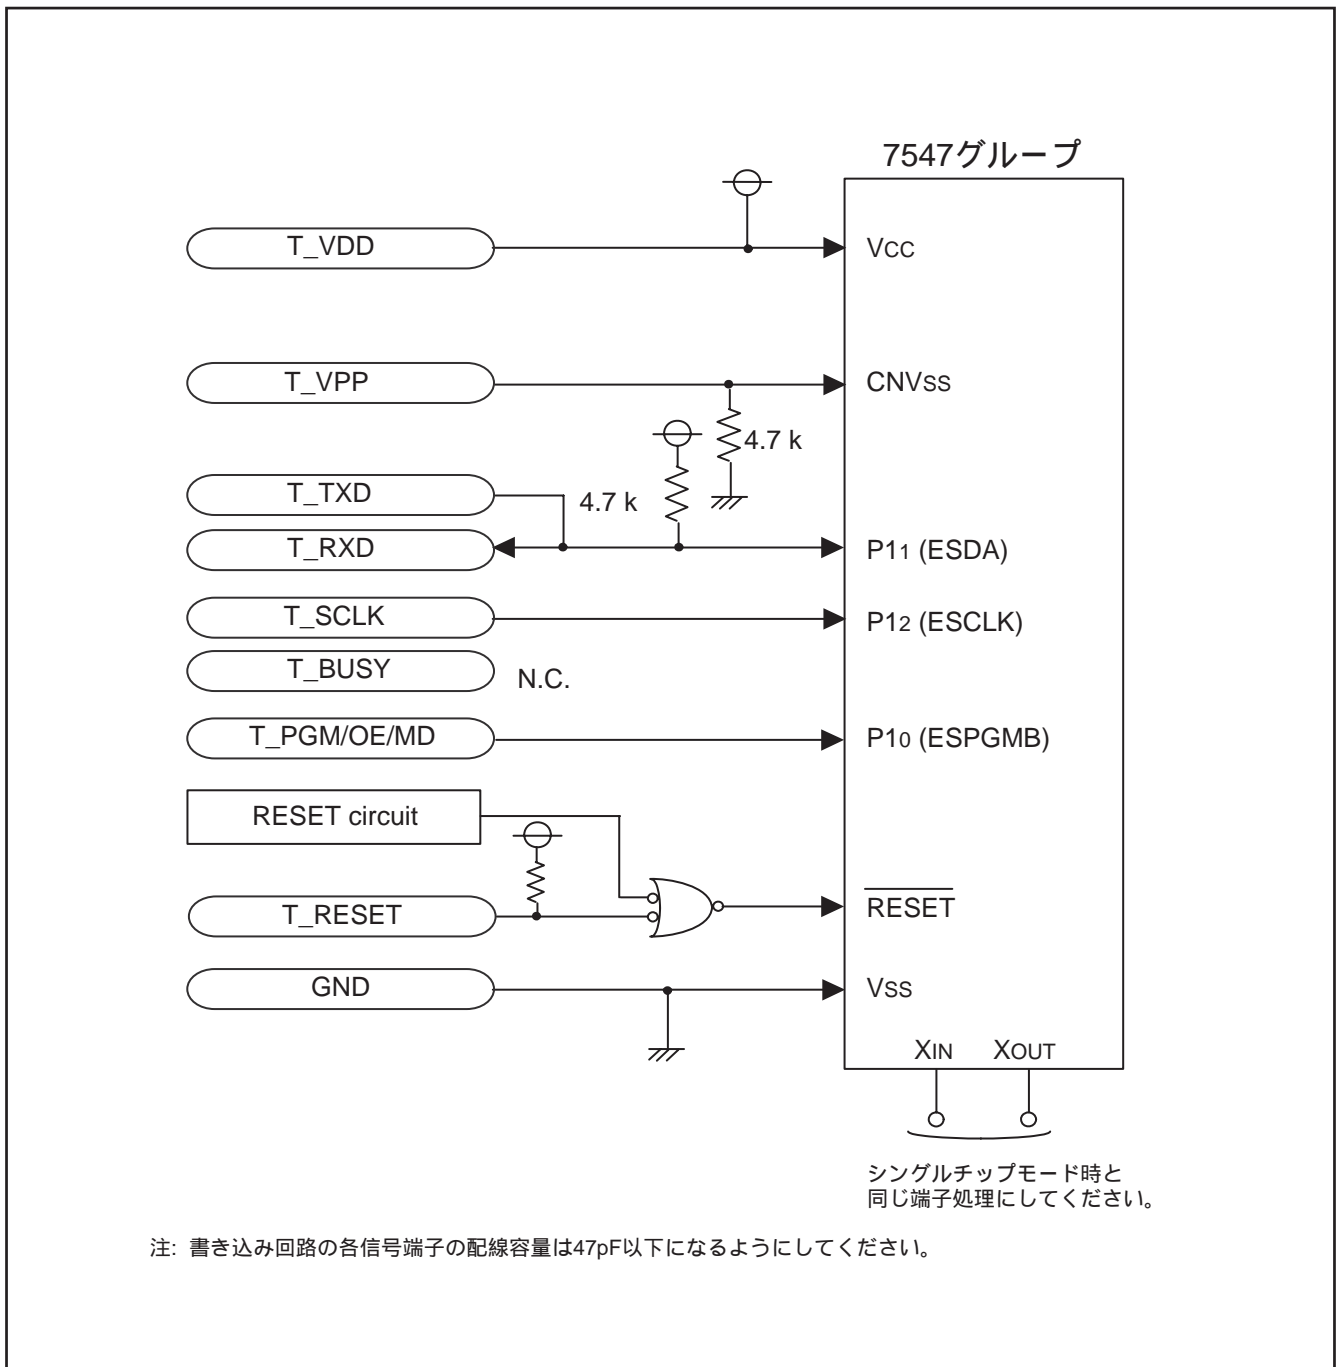 7547グループ
T_VDD
VCC
T_VPP
CNVSS
4.7 k
T_TXD
4.7 k
T_RXD
P11 (ESDA)
T_SCLK
P12 (ESCLK)
T_BUSY
N.C.
T_PGM/OE/MD
P10 (ESPGMB)
RESET circuit
T_RESET
RESET
GND
VSS
XIN XOUT
シングルチップモード時と
同じ端子処理にしてください。
注: 書き込み回路の各信号端子の配線容量は47pF以下になるようにしてください。